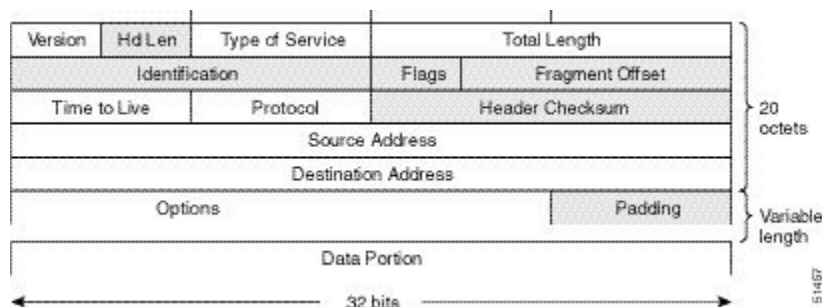 Version Hd Len Type of Service Total Length
Identification Flags Fragment Offset
Time to Live Protocol Header Checksum
20
octets
Source Address
Destination Address
Options Padding
Variable
length
Data Portion
32 bits
51457